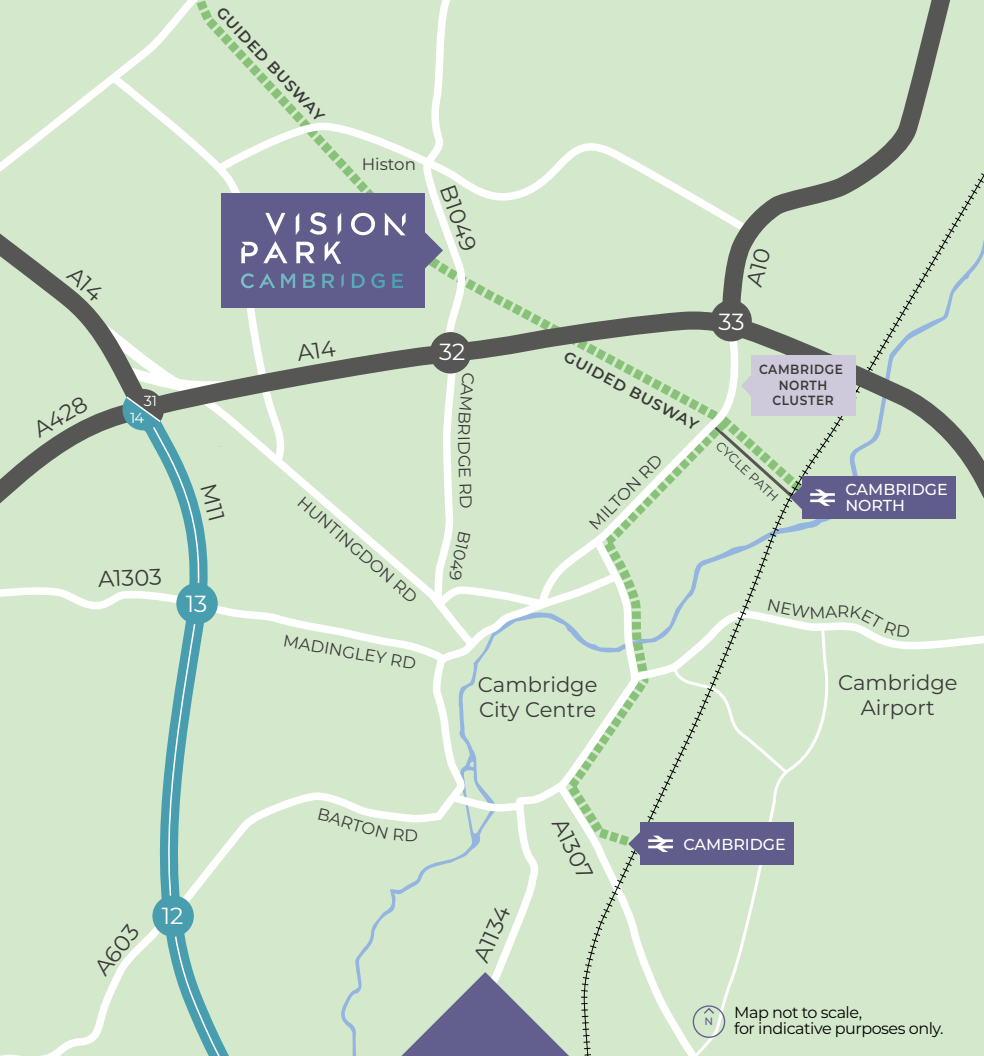 GUIDED BUSWAY
Histon
B1049
VISION
PARK
CAMBRIDGE
A10
A14
33
A14
32
CAMBRIDGE
NORTH
CLUSTER
GUIDED BUSWAY
A428
31
14
CAMBRIDGE RD
MILTON RD
CYCLE PATH
CAMBRIDGE
NORTH
M11
HUNTINGDON RD
B1049
A1303
13
NEWMARKET RD
MADINGLEY RD
Cambridge
City Centre
Cambridge
Airport
BARTON RD
A1307
CAMBRIDGE
12
A603
A1134
N
Map not to scale,
for indicative purposes only.